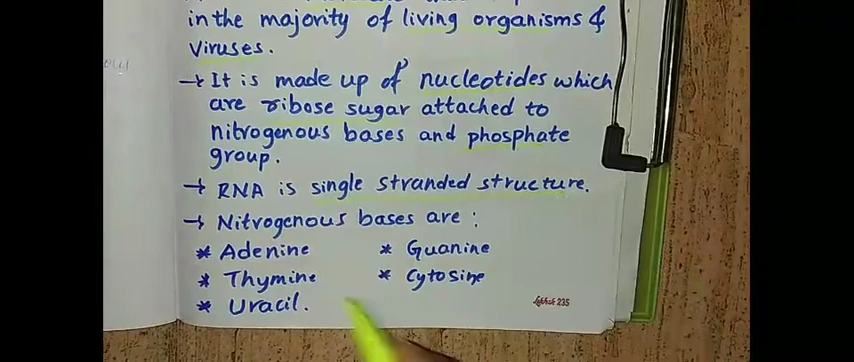 in the majority of living organisms &
viruses.
→ It is made up of nucleotides which
are ribose sugar attached to
nitrogenous bases and phosphate
group.
→ RNA is single stranded structure.
→ Nitrogenous bases are :
* Adenine * Guanine
* Thymine * Cytosine
* Uracil.
235